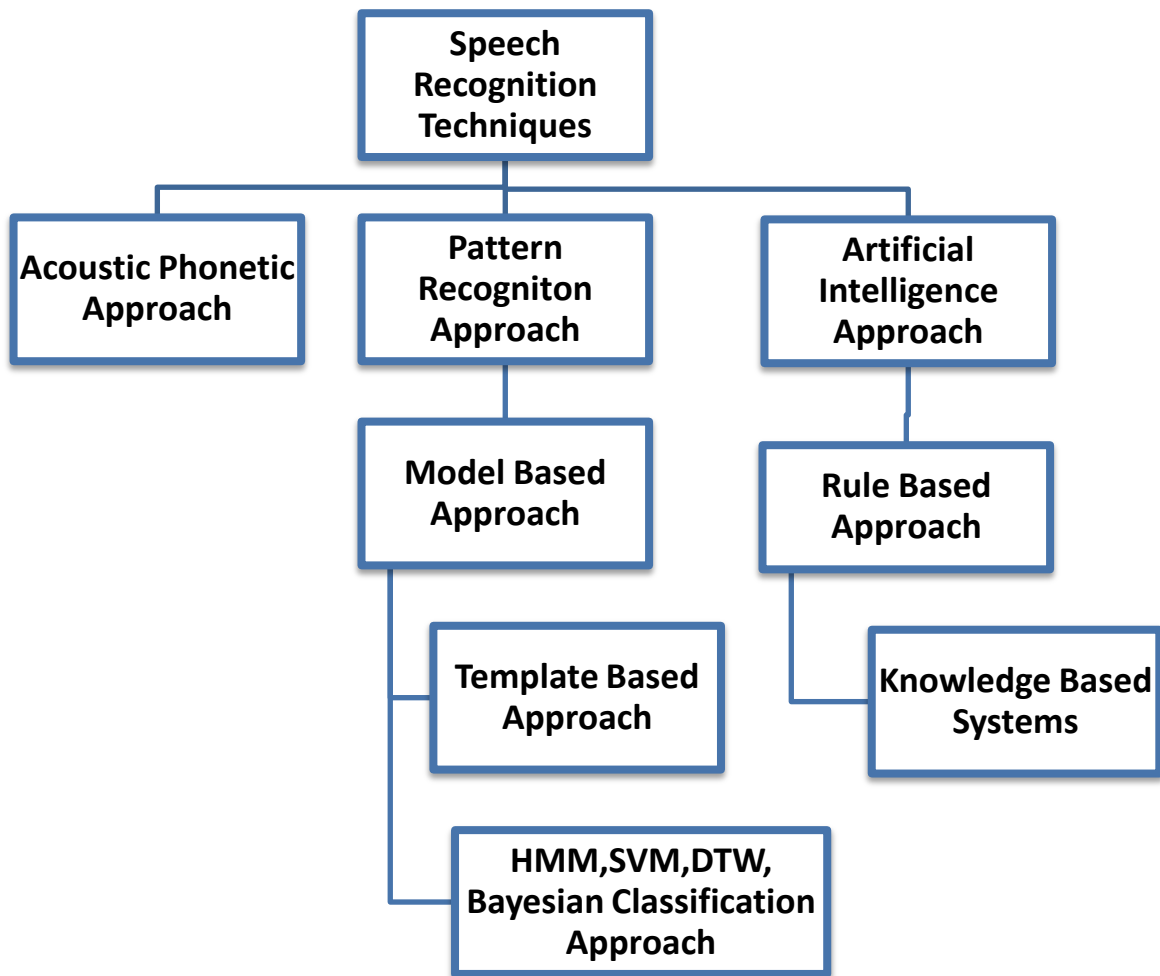 Speech
Recognition
Techniques
Acoustic Phonetic
Approach
Pattern
Recogniton
Approach
Artificial
Intelligence
Approach
Model Based
Approach
Rule Based
Approach
Template Based
Approach
Knowledge Based
Systems
HMM,SVM,DTW,
Bayesian Classification
Approach